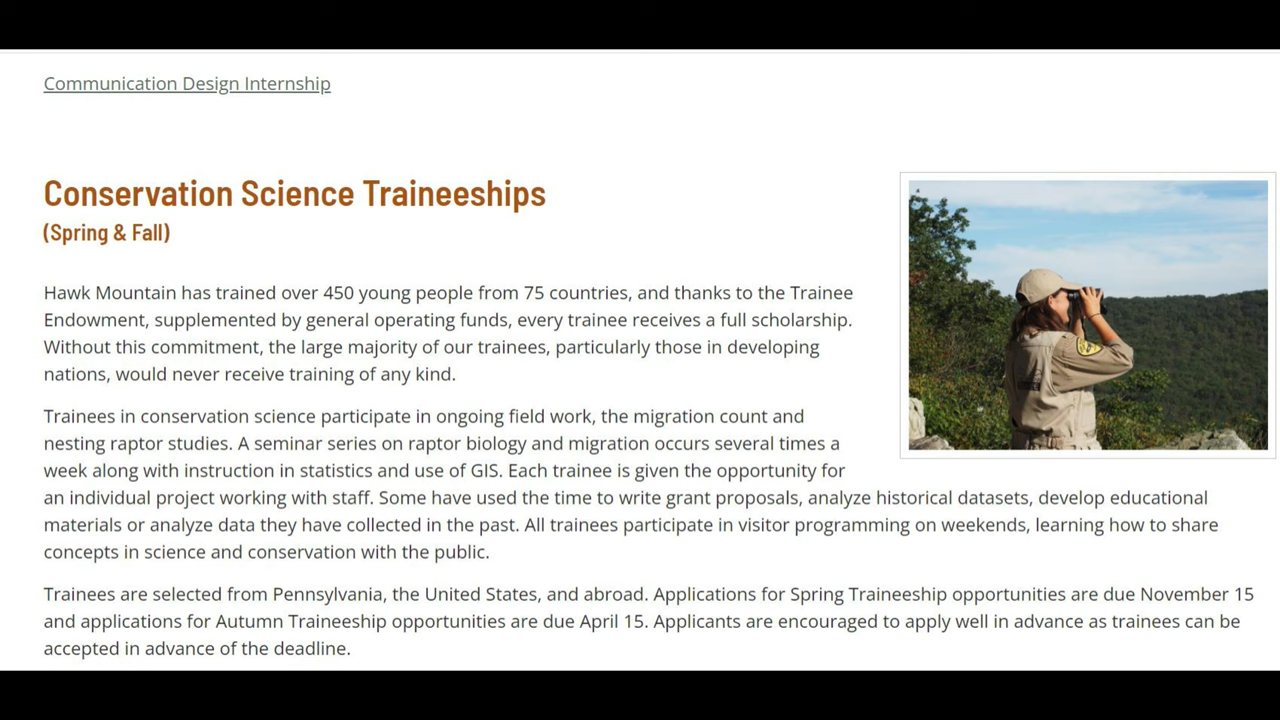 Communication Design Internship
Conservation Science Traineeships
(Spring & Fall)
Hawk Mountain has trained over 450 young people from 75 countries, and thanks to the Trainee
Endowment, supplemented by general operating funds, every trainee receives a full scholarship.
Without this commitment, the large majority of our trainees, particularly those in developing
nations, would never receive training of any kind.
Trainees in conservation science participate in ongoing field work, the migration count and
nesting raptor studies. A seminar series on raptor biology and migration occurs several times a
week along with instruction in statistics and use of GIS. Each trainee is given the opportunity for
an individual project working with staff. Some have used the time to write grant proposals, analyze historical datasets, develop educational
materials or analyze data they have collected in the past. All trainees participate in visitor programming on weekends, learning how to share
concepts in science and conservation with the public.
Trainees are selected from Pennsylvania, the United States, and abroad. Applications for Spring Traineeship opportunities are due November 15
and applications for Autumn Traineeship opportunities are due April 15. Applicants are encouraged to apply well in advance as trainees can be
accepted in advance of the deadline.